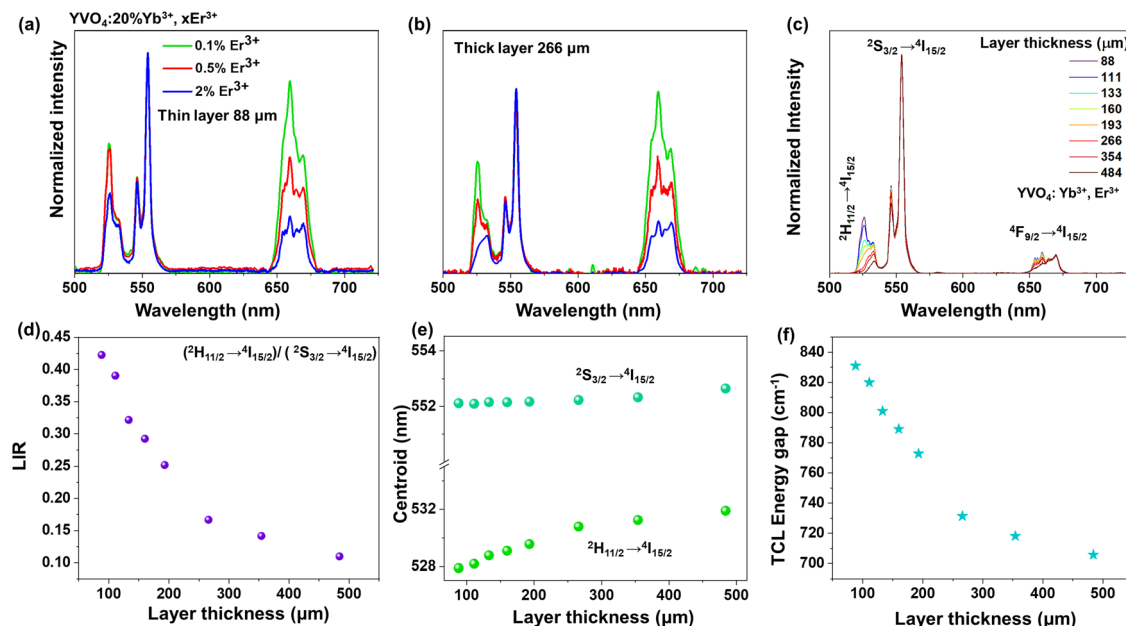 (a)
YVO₄:20%Yb³⁺, xEr³⁺
0.1% Er³⁺
0.5% Er³⁺
2% Er³⁺
Thin layer 88 µm
Normalized intensity
500 550 600 650 700
Wavelength (nm)
(b)
Thick layer 266 µm
500 550 600 650 700
Wavelength (nm)
(c)
²S₃/₂→⁴I₁₅/₂
Layer thickness (µm)
88
111
133
160
193
266
354
484
YVO₄: Yb³⁺, Er³⁺
²H₁₁/₂→⁴I₁₅/₂
⁴F₉/₂→⁴I₁₅/₂
Normalized Intensity
500 550 600 650 700
Wavelength (nm)
(d)
(²H₁₁/₂→⁴I₁₅/₂)/( ²S₃/₂→⁴I₁₅/₂)
0.45
0.40
0.35
0.30
0.25
0.20
0.15
0.10
LIR
0 100 200 300 400 500
Layer thickness (µm)
(e)
554
552
532
528
²S₃/₂→⁴I₁₅/₂
²H₁₁/₂→⁴I₁₅/₂
Centroid (nm)
100 200 300 400 500
Layer thickness (µm)
(f)
840
820
800
780
760
740
720
700
TCL Energy gap (cm⁻¹)
100 200 300 400 500
Layer thickness (µm)